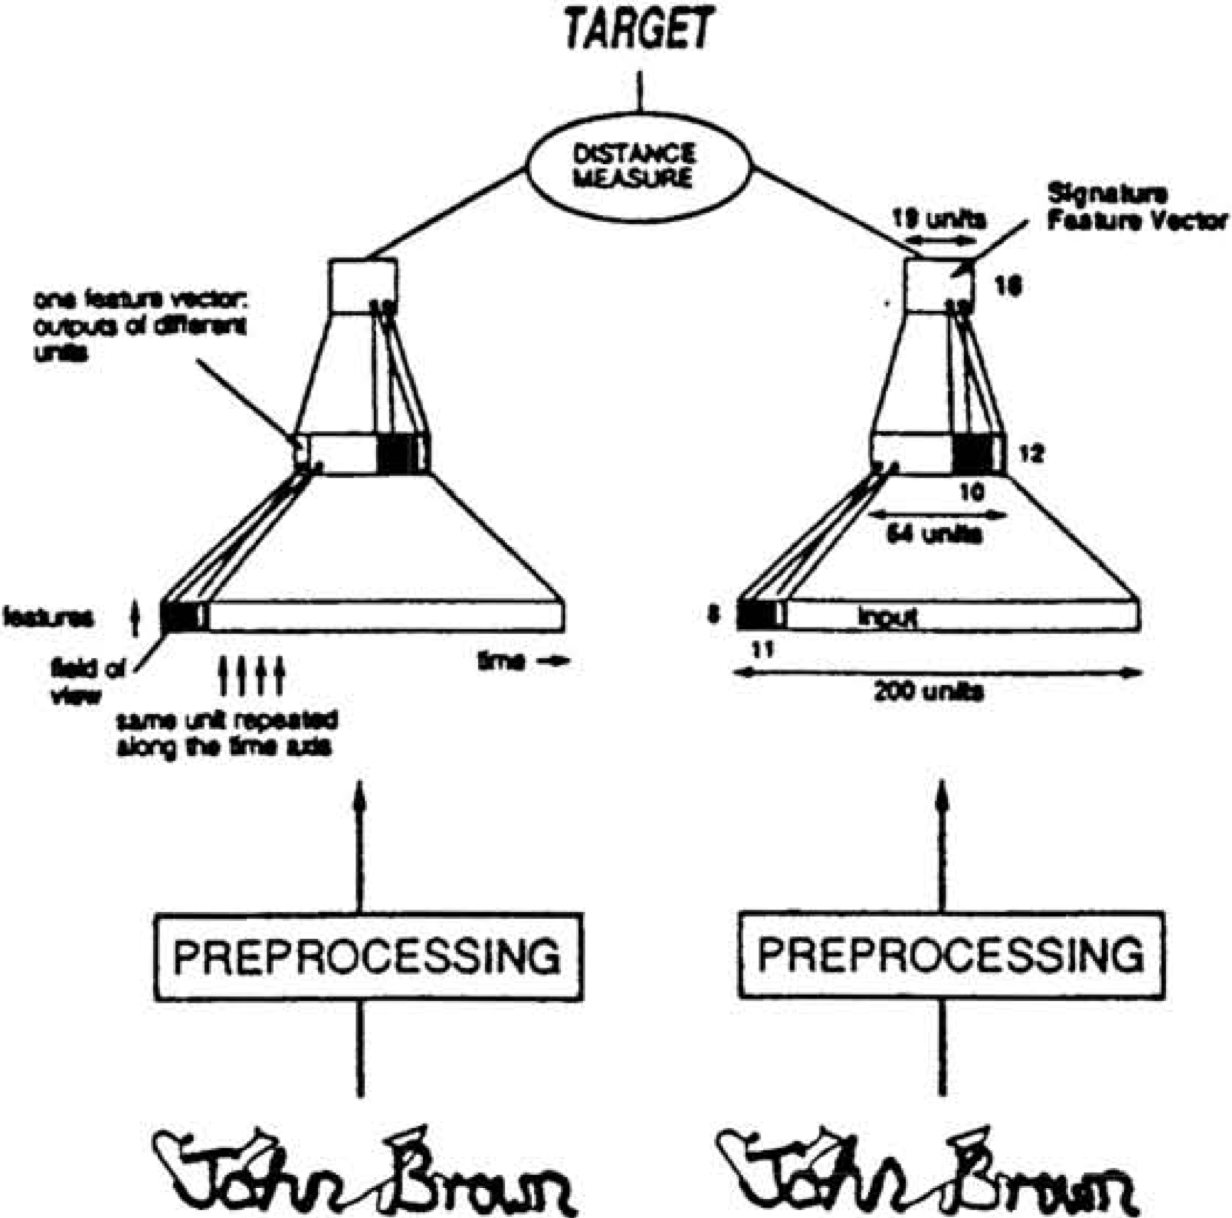 TARGET
DISTANCE
MEASURE
19 units
Signature
Feature Vector
16
one feature vector:
outputs of different
units
12
10
64 units
features
8
input
field of
view
11
time
200 units
same unit repeated
along the time axis
PREPROCESSING
PREPROCESSING
John Brown
John Brown